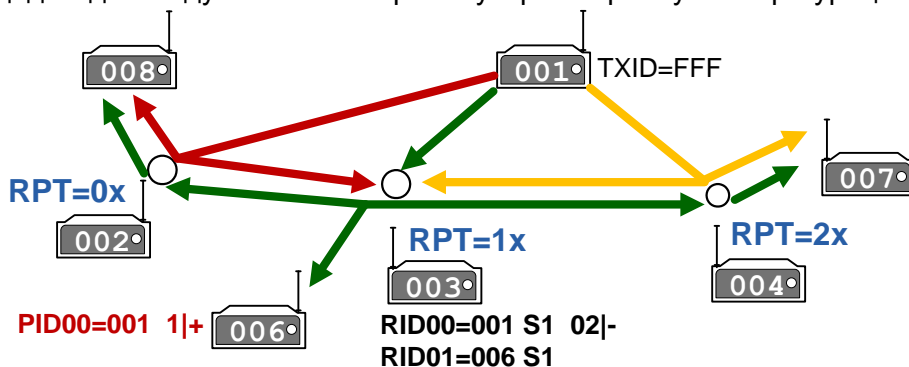 008
001 TXID=FFF
007
RPT=0x
002
RPT=1x
RPT=2x
003
004
PID00=001 1|+
006
RID00=001 S1 02|-
RID01=006 S1